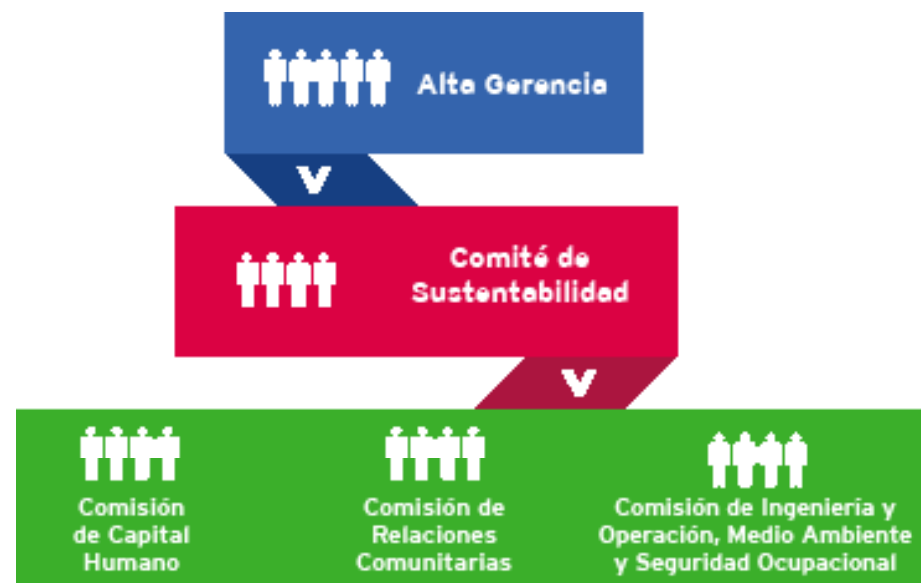 Alta Gerencia
Comité de
Sustentabilidad
Comisión
de Capital
Humano
Comisión de
Relaciones
Comunitarias
Comisión de Ingeniería y
Operación, Medio Ambiente
y Seguridad Ocupacional